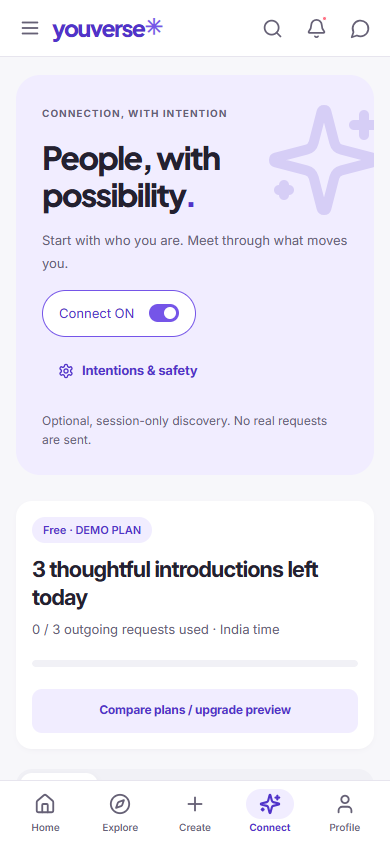 youverse
CONNECTION, WITH INTENTION
People, with
possibility.
Start with who you are. Meet through what moves
you.
Connect ON
Intentions & safety
Optional, session-only discovery. No real requests
are sent.
Free · DEMO PLAN
3 thoughtful introductions left
today
0 / 3 outgoing requests used · India time
Compare plans / upgrade preview
Home Explore Create Connect Profile